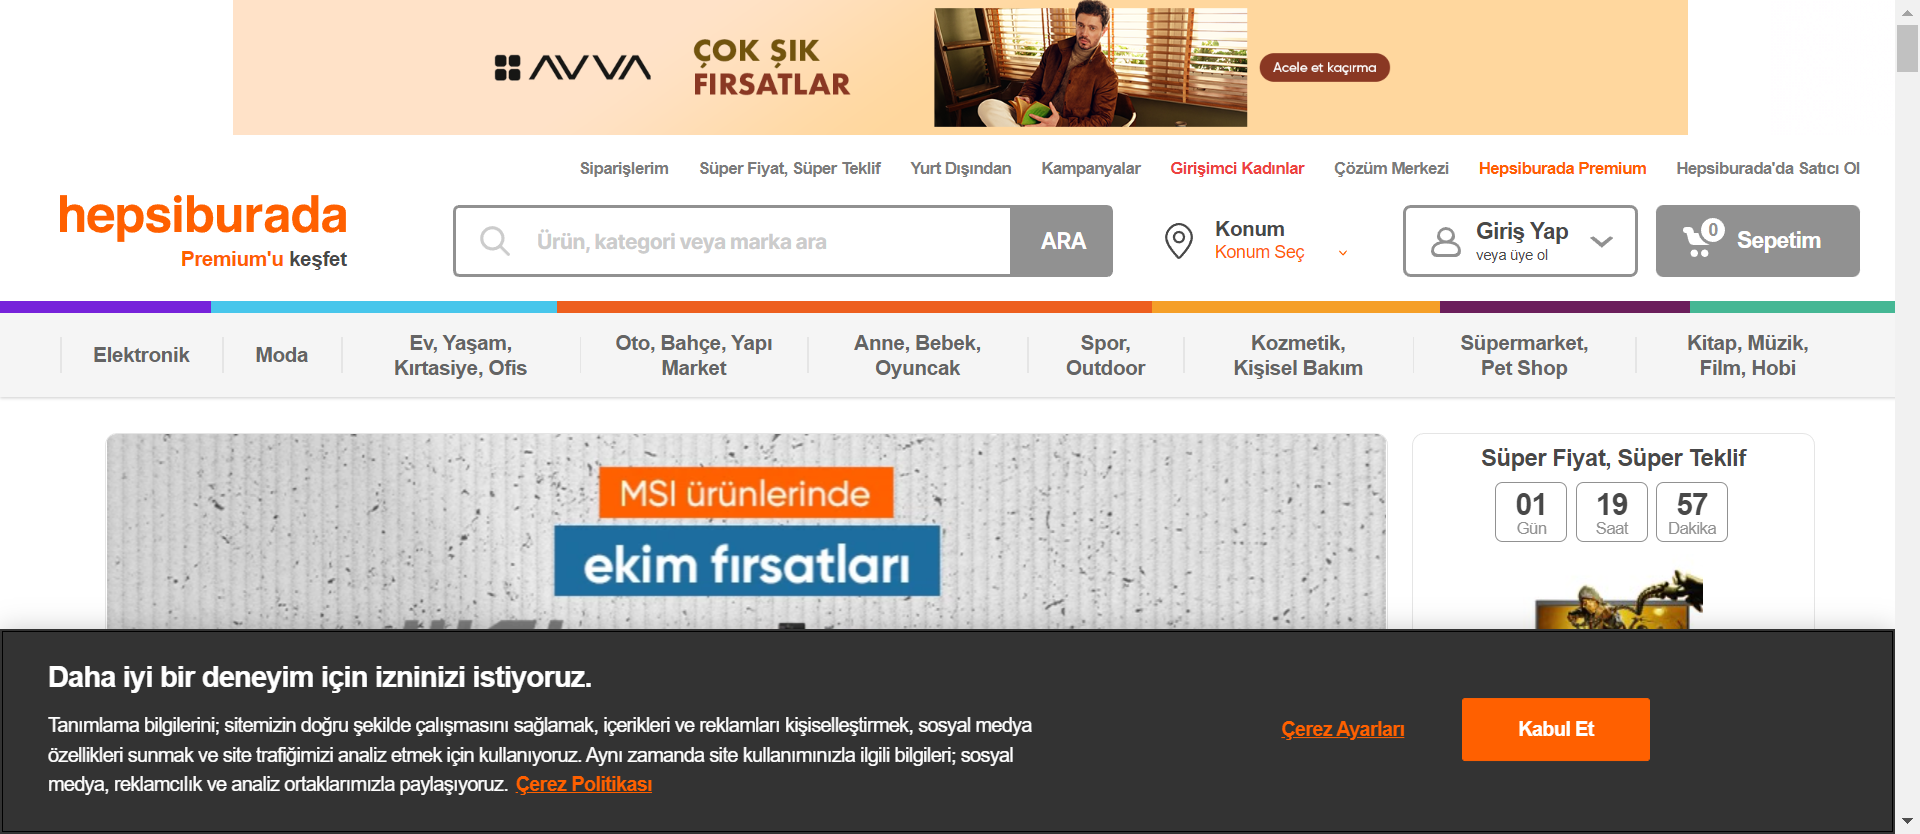 AVVA
ÇOK ŞIK
FIRSATLAR
Acele et kaçırma
Siparişlerim
Süper Fiyat, Süper Teklif
Yurt Dışından
Kampanyalar
Girişimci Kadınlar
Çözüm Merkezi
Hepsiburada Premium
Hepsiburada'da Satıcı Ol
hepsiburada
Premium'u keşfet
Ürün, kategori veya marka ara
ARA
Konum
Konum Seç
Giriş Yap
veya üye ol
0
Sepetim
Elektronik
Moda
Ev, Yaşam,
Kırtasiye, Ofis
Oto, Bahçe, Yapı
Market
Anne, Bebek,
Oyuncak
Spor,
Outdoor
Kozmetik,
Kişisel Bakım
Süpermarket,
Pet Shop
Kitap, Müzik,
Film, Hobi
MSI ürünlerinde
ekim fırsatları
Süper Fiyat, Süper Teklif
01
Gün
19
Saat
57
Dakika
Daha iyi bir deneyim için izninizi istiyoruz.
Tanımlama bilgilerini; sitemizin doğru şekilde çalışmasını sağlamak, içerikleri ve reklamları kişiselleştirmek, sosyal medya
özellikleri sunmak ve site trafiğimizi analiz etmek için kullanıyoruz. Aynı zamanda site kullanımınızla ilgili bilgileri; sosyal
medya, reklamcılık ve analiz ortaklarımızla paylaşıyoruz. Çerez Politikası
Çerez Ayarları
Kabul Et